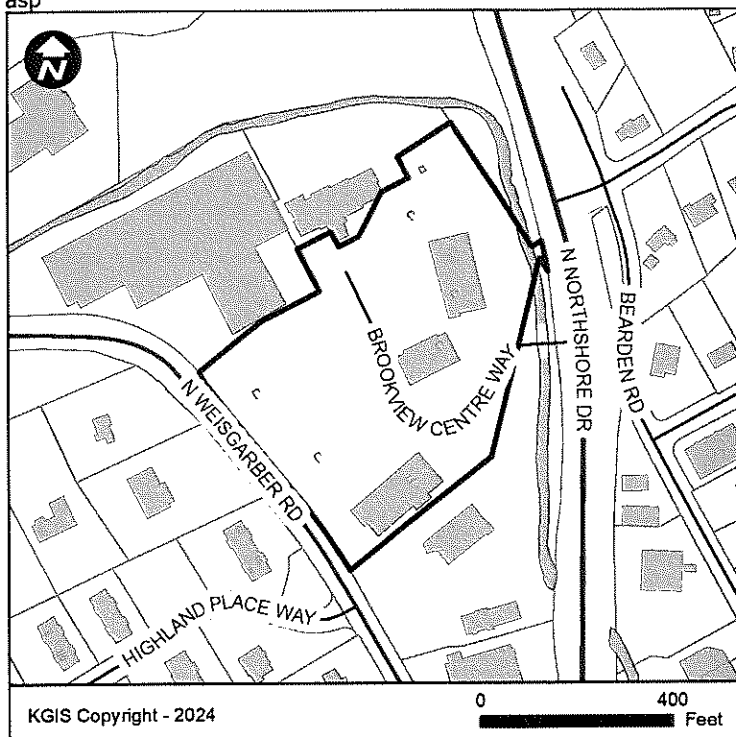 asp
N
N NORTHSHORE DR
BEARDEN RD
BROOKVIEW CENTRE WAY
N WEISGARBER RD
HIGHLAND PLACE WAY
KGIS Copyright - 2024
0 400
Feet